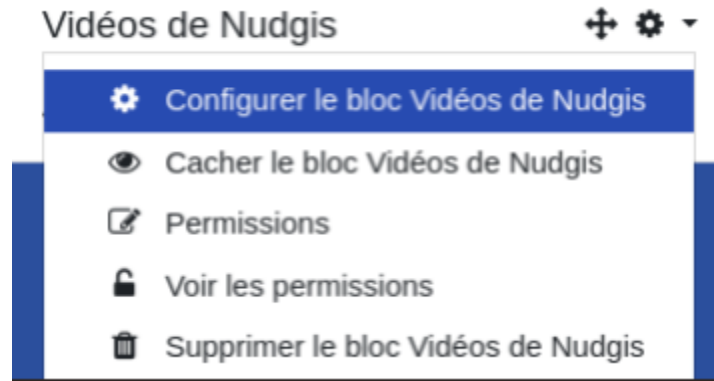 Vidéos de Nudgis
Configurer le bloc Vidéos de Nudgis
Cacher le bloc Vidéos de Nudgis
Permissions
Voir les permissions
Supprimer le bloc Vidéos de Nudgis